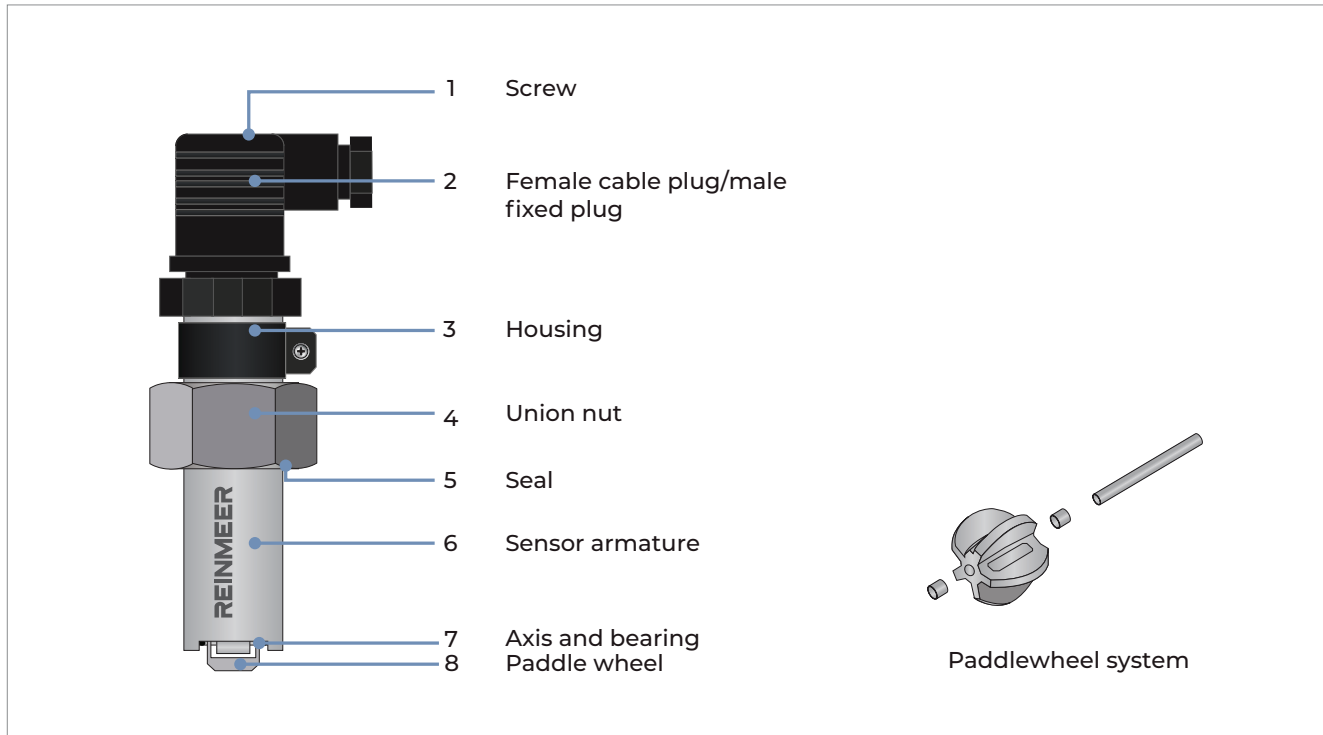 1 Screw
2 Female cable plug/male
fixed plug
3 Housing
4 Union nut
5 Seal
6 Sensor armature
7 Axis and bearing
8 Paddle wheel
REINMEER
Paddlewheel system